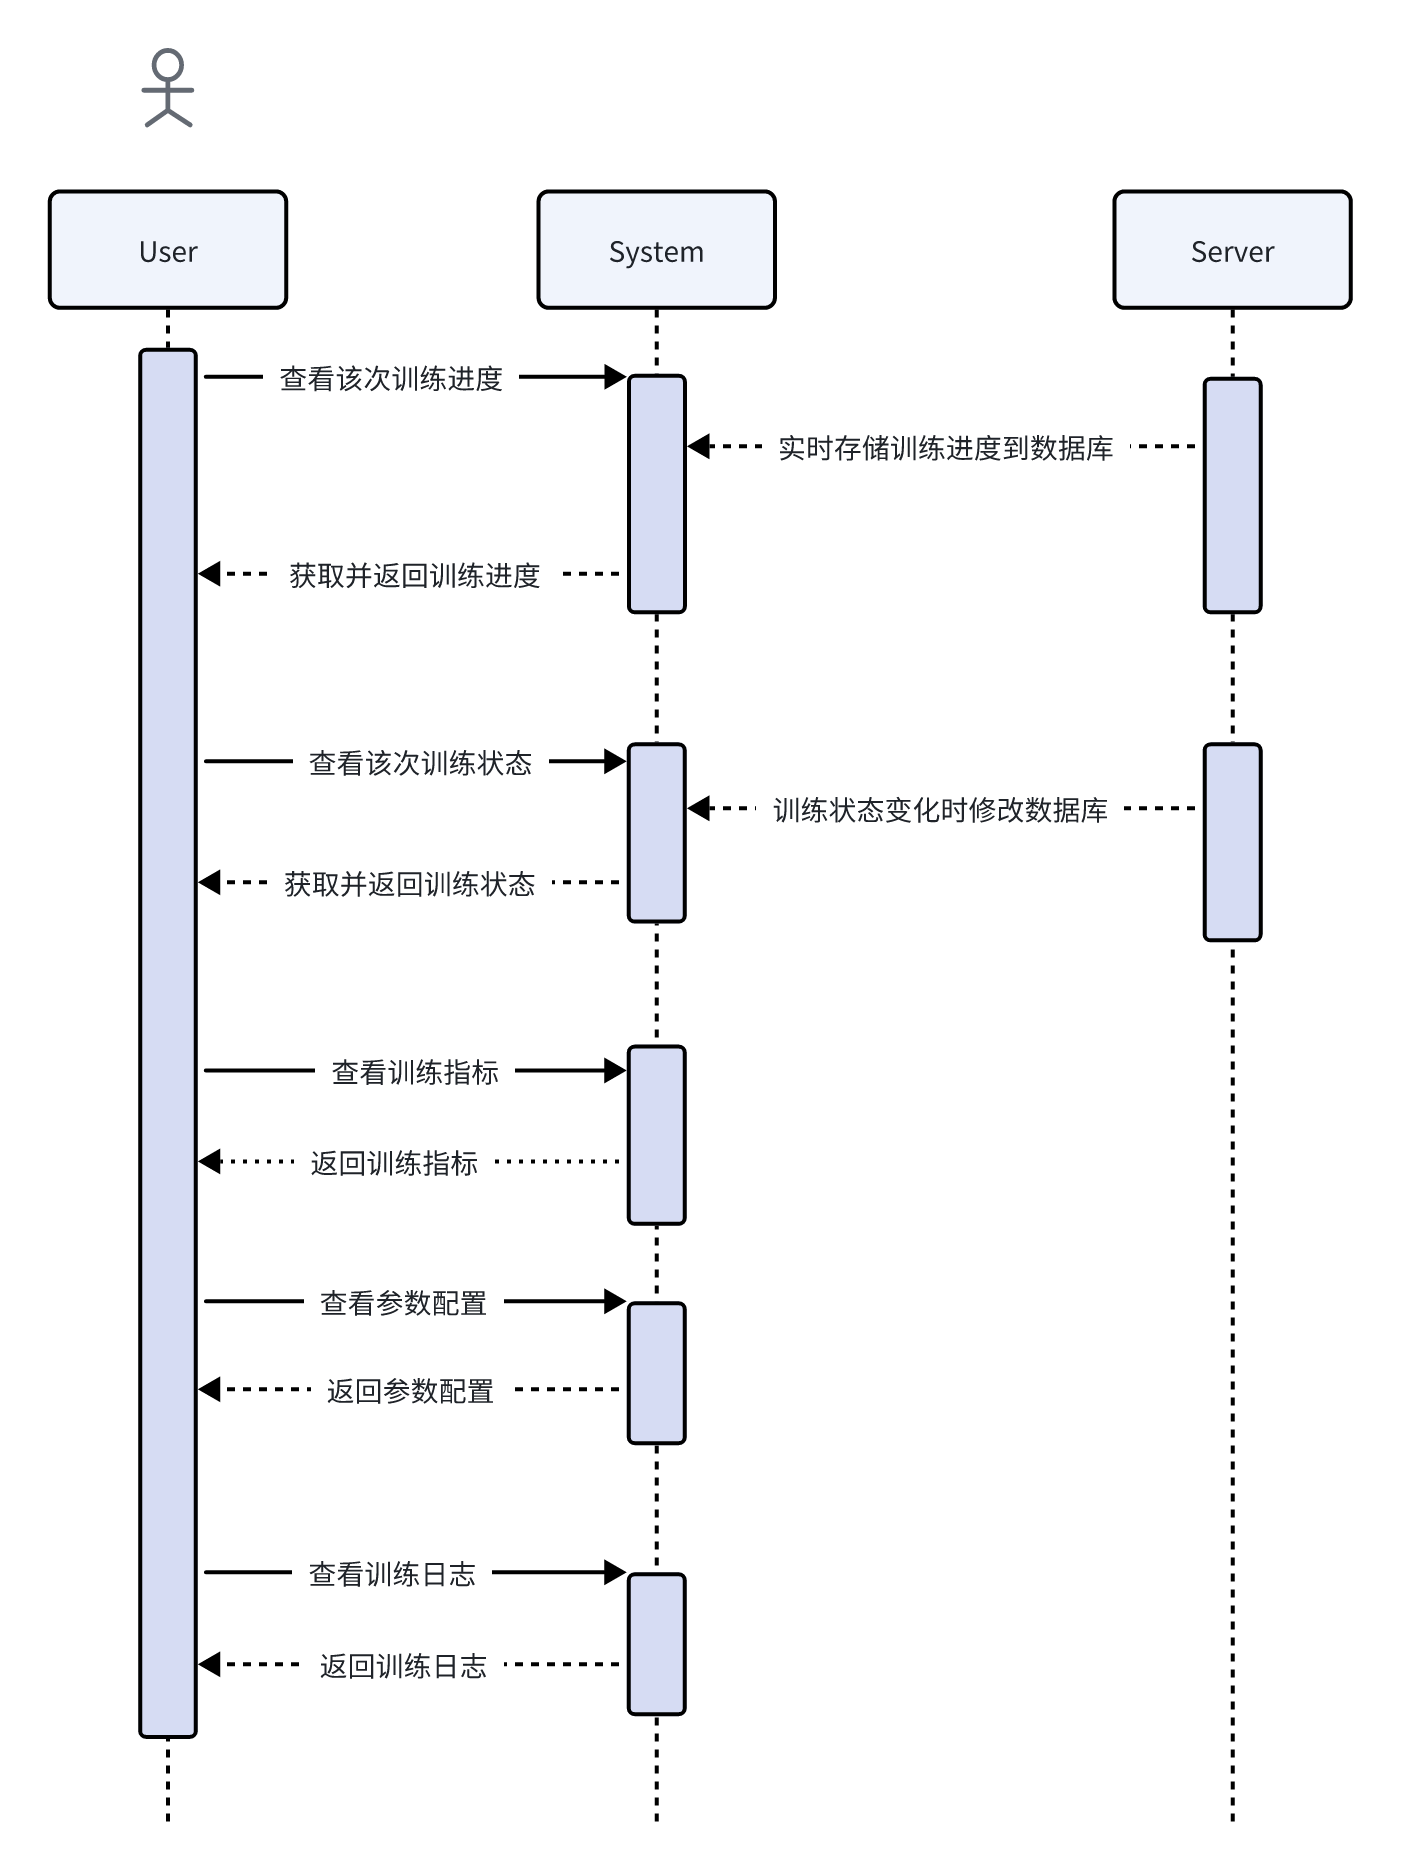 User
System
Server
查看该次训练进度
实时存储训练进度到数据库
获取并返回训练进度
查看该次训练状态
训练状态变化时修改数据库
获取并返回训练状态
查看训练指标
返回训练指标
查看参数配置
返回参数配置
查看训练日志
返回训练日志